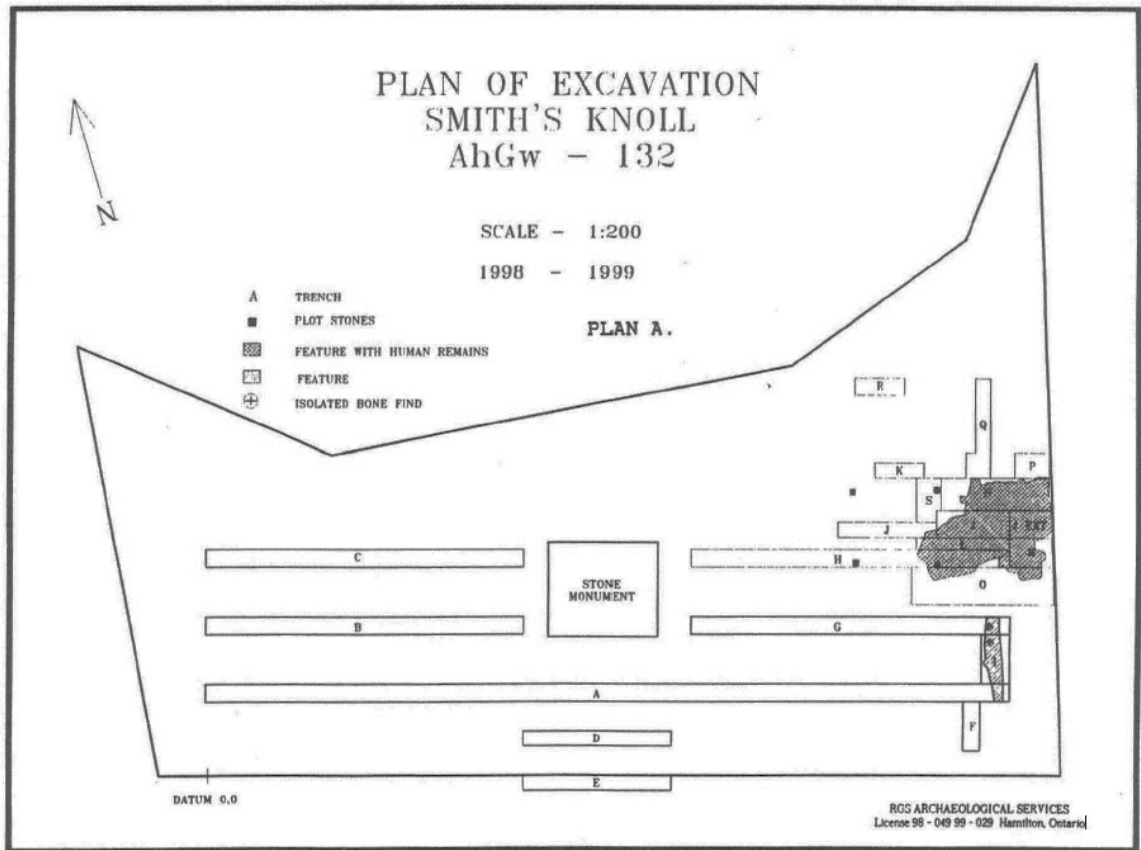 PLAN OF EXCAVATION
SMITH'S KNOLL
AhGw - 132
N
SCALE - 1:200
1998 - 1999
A TRENCH
PLOT STONES
PLAN A.
FEATURE WITH HUMAN REMAINS
FEATURE
ISOLATED BONE FIND
R
Q
K
P
S
J
J EXT
L
C
H
STONE
MONUMENT
O
B
G
I
A
F
D
E
DATUM 0,0
RGS ARCHAEOLOGICAL SERVICES
License 98 - 049 99 - 029 Hamilton, Ontario